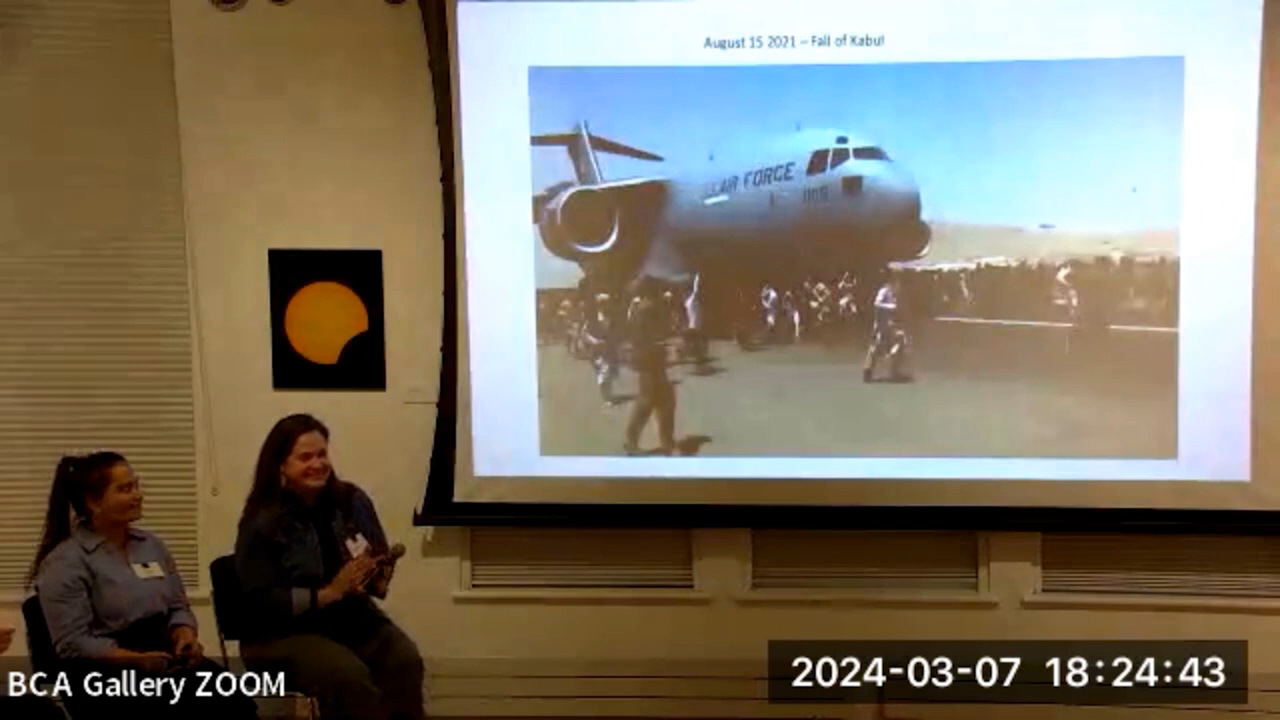 August 15 2021 – Fall of Kabul
AIR FORCE
BCA Gallery ZOOM
2024-03-07 18:24:43